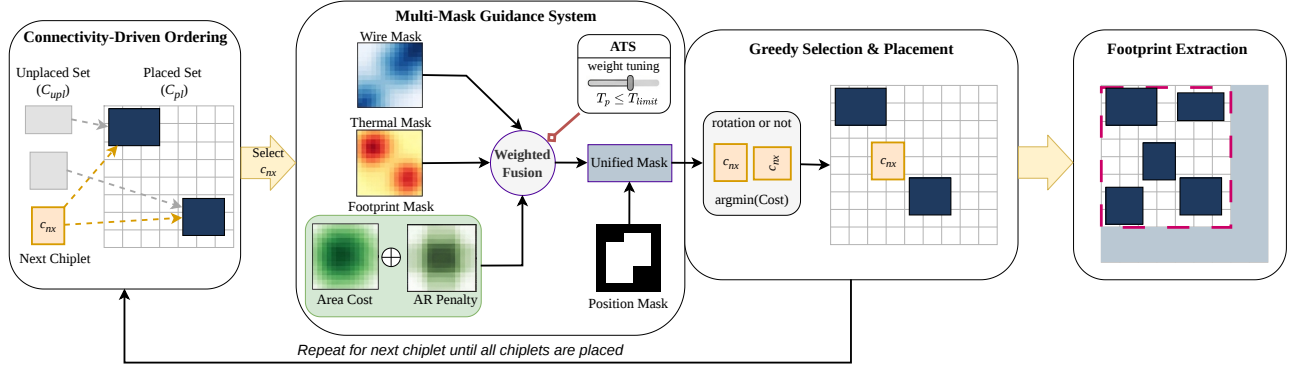 Connectivity-Driven Ordering
Unplaced Set
(C_upl)
Placed Set
(C_pl)
c_nx
Next Chiplet
Select
c_nx
Multi-Mask Guidance System
Wire Mask
Thermal Mask
Footprint Mask
Area Cost
AR Penalty
ATS
weight tuning
T_p ≤ T_limit
Weighted
Fusion
Unified Mask
Position Mask
Greedy Selection & Placement
rotation or not
c_nx
c_nx
argmin(Cost)
c_nx
Footprint Extraction
Repeat for next chiplet until all chiplets are placed